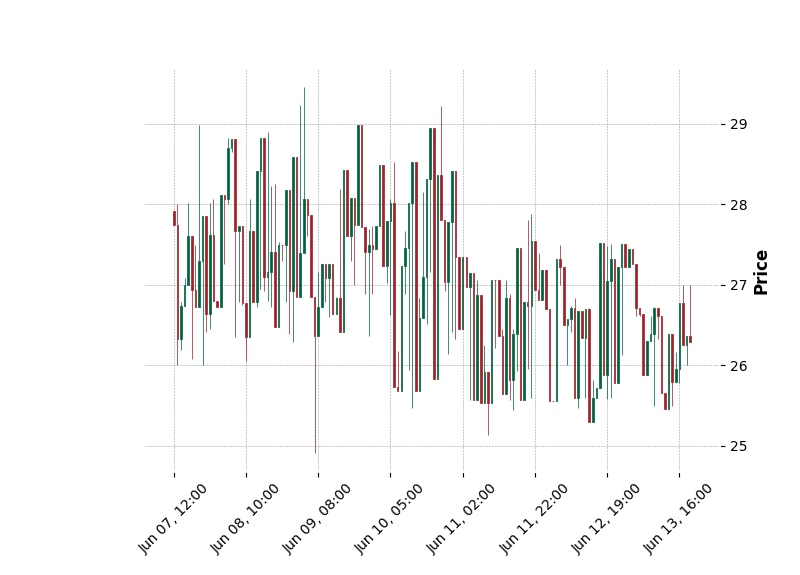 29
28
27
26
25
Price
Jun 07, 12:00
Jun 08, 10:00
Jun 09, 08:00
Jun 10, 05:00
Jun 11, 02:00
Jun 11, 22:00
Jun 12, 19:00
Jun 13, 16:00